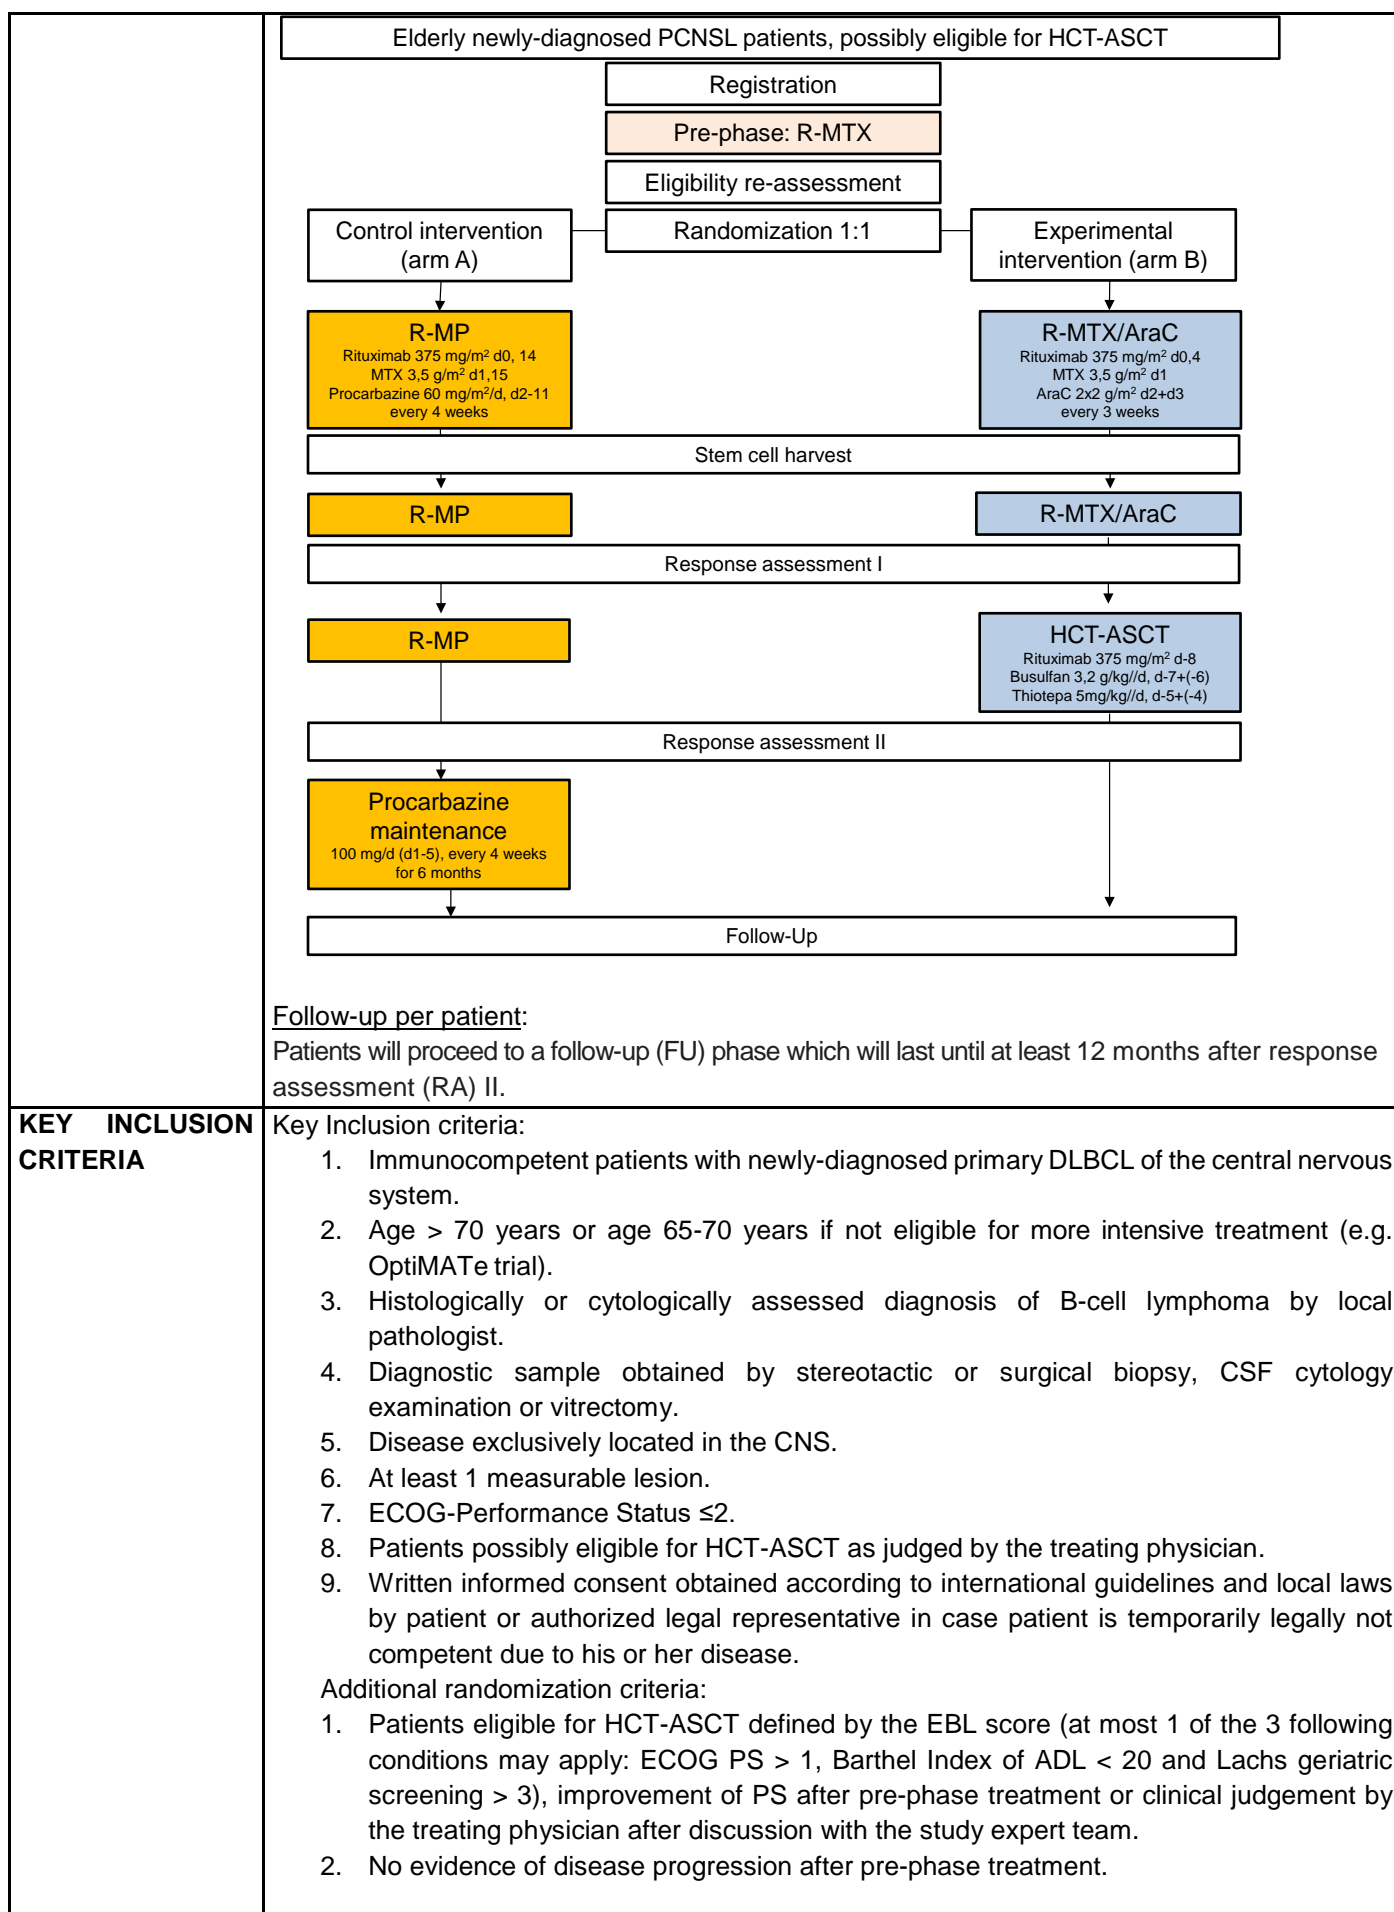 Elderly newly-diagnosed PCNSL patients, possibly eligible for HCT-ASCT
Registration
Pre-phase: R-MTX
Eligibility re-assessment
Control intervention
(arm A)
Randomization 1:1
Experimental
intervention (arm B)
R-MP
Rituximab 375 mg/m² d0, 14
MTX 3,5 g/m² d1,15
Procarbazine 60 mg/m²/d, d2-11
every 4 weeks
R-MTX/AraC
Rituximab 375 mg/m² d0,4
MTX 3,5 g/m² d1
AraC 2x2 g/m² d2+d3
every 3 weeks
Stem cell harvest
R-MP
R-MTX/AraC
Response assessment I
R-MP
HCT-ASCT
Rituximab 375 mg/m² d-8
Busulfan 3,2 g/kg//d, d-7+(-6)
Thiotepa 5mg/kg//d, d-5+(-4)
Response assessment II
Procarbazine
maintenance
100 mg/d (d1-5), every 4 weeks
for 6 months
Follow-Up
Follow-up per patient:
Patients will proceed to a follow-up (FU) phase which will last until at least 12 months after response
assessment (RA) II.
KEY INCLUSION
CRITERIA
Key Inclusion criteria:
1. Immunocompetent patients with newly-diagnosed primary DLBCL of the central nervous
system.
2. Age > 70 years or age 65-70 years if not eligible for more intensive treatment (e.g.
OptiMATe trial).
3. Histologically or cytologically assessed diagnosis of B-cell lymphoma by local
pathologist.
4. Diagnostic sample obtained by stereotactic or surgical biopsy, CSF cytology
examination or vitrectomy.
5. Disease exclusively located in the CNS.
6. At least 1 measurable lesion.
7. ECOG-Performance Status ≤2.
8. Patients possibly eligible for HCT-ASCT as judged by the treating physician.
9. Written informed consent obtained according to international guidelines and local laws
by patient or authorized legal representative in case patient is temporarily legally not
competent due to his or her disease.
Additional randomization criteria:
1. Patients eligible for HCT-ASCT defined by the EBL score (at most 1 of the 3 following
conditions may apply: ECOG PS > 1, Barthel Index of ADL < 20 and Lachs geriatric
screening > 3), improvement of PS after pre-phase treatment or clinical judgement by
the treating physician after discussion with the study expert team.
2. No evidence of disease progression after pre-phase treatment.